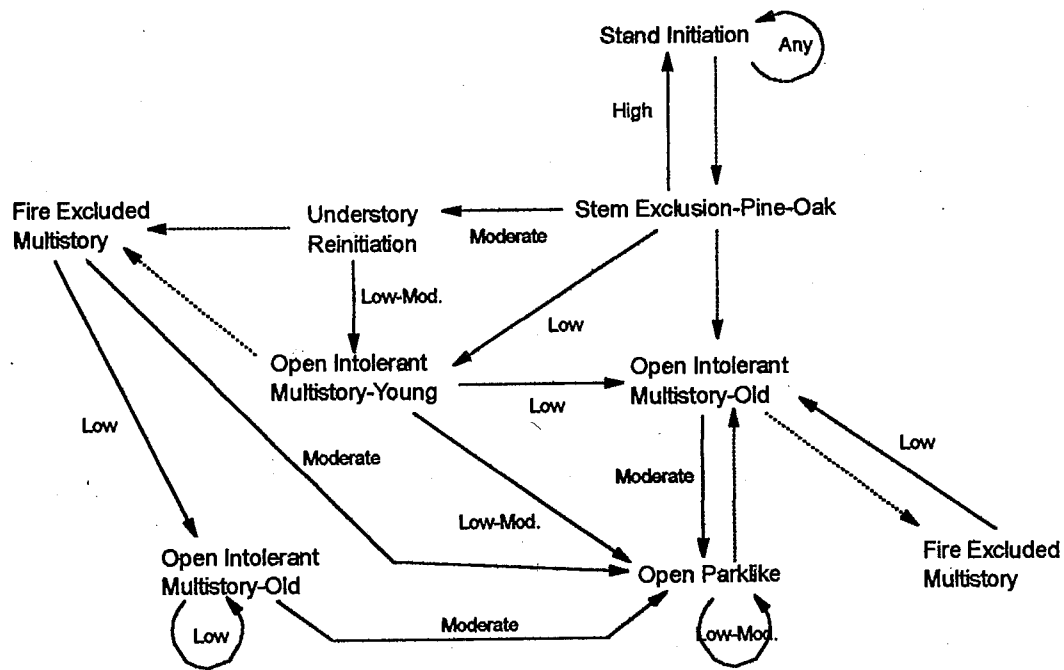 Stand Initiation
Any
High
Fire Excluded
Multistory
Understory
Reinitiation
Stem Exclusion-Pine-Oak
Moderate
Low-Mod.
Low
Open Intolerant
Multistory-Young
Open Intolerant
Multistory-Old
Low
Low
Low
Moderate
Moderate
Low-Mod.
Open Intolerant
Multistory-Old
Open Parklike
Fire Excluded
Multistory
Low
Moderate
Low-Mod.